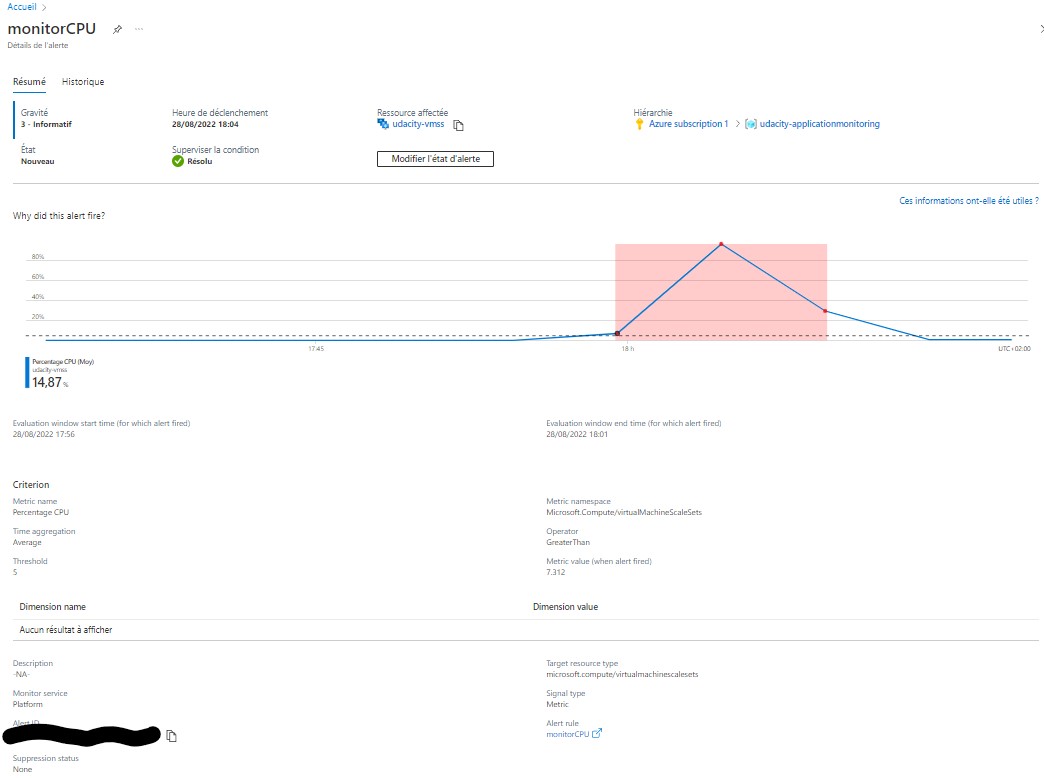 Accueil >
monitorCPU ...
Détails de l'alerte
Résumé Historique
Gravité
3 - Informatif
Heure de déclenchement
28/08/2022 18:04
Ressource affectée
udacity-vmss
Hiérarchie
Azure subscription 1 > udacity-applicationmonitoring
État
Nouveau
Superviser la condition
Résolu
Modifier l'état d'alerte
Ces informations ont-elle été utiles ?
Why did this alert fire?
80%
60%
40%
20%
17:45
18 h
UTC+02:00
Percentage CPU (Moy)
udacity-vmss
14,87 %
Evaluation window start time (for which alert fired)
28/08/2022 17:56
Evaluation window end time (for which alert fired)
28/08/2022 18:01
Criterion
Metric name
Percentage CPU
Metric namespace
Microsoft.Compute/virtualMachineScaleSets
Time aggregation
Average
Operator
GreaterThan
Threshold
5
Metric value (when alert fired)
7.312
Dimension name Dimension value
Aucun résultat à afficher
Description
-NA-
Target resource type
microsoft.compute/virtualmachinescalesets
Monitor service
Platform
Signal type
Metric
Alert ID
Alert rule
monitorCPU
Suppression status
None